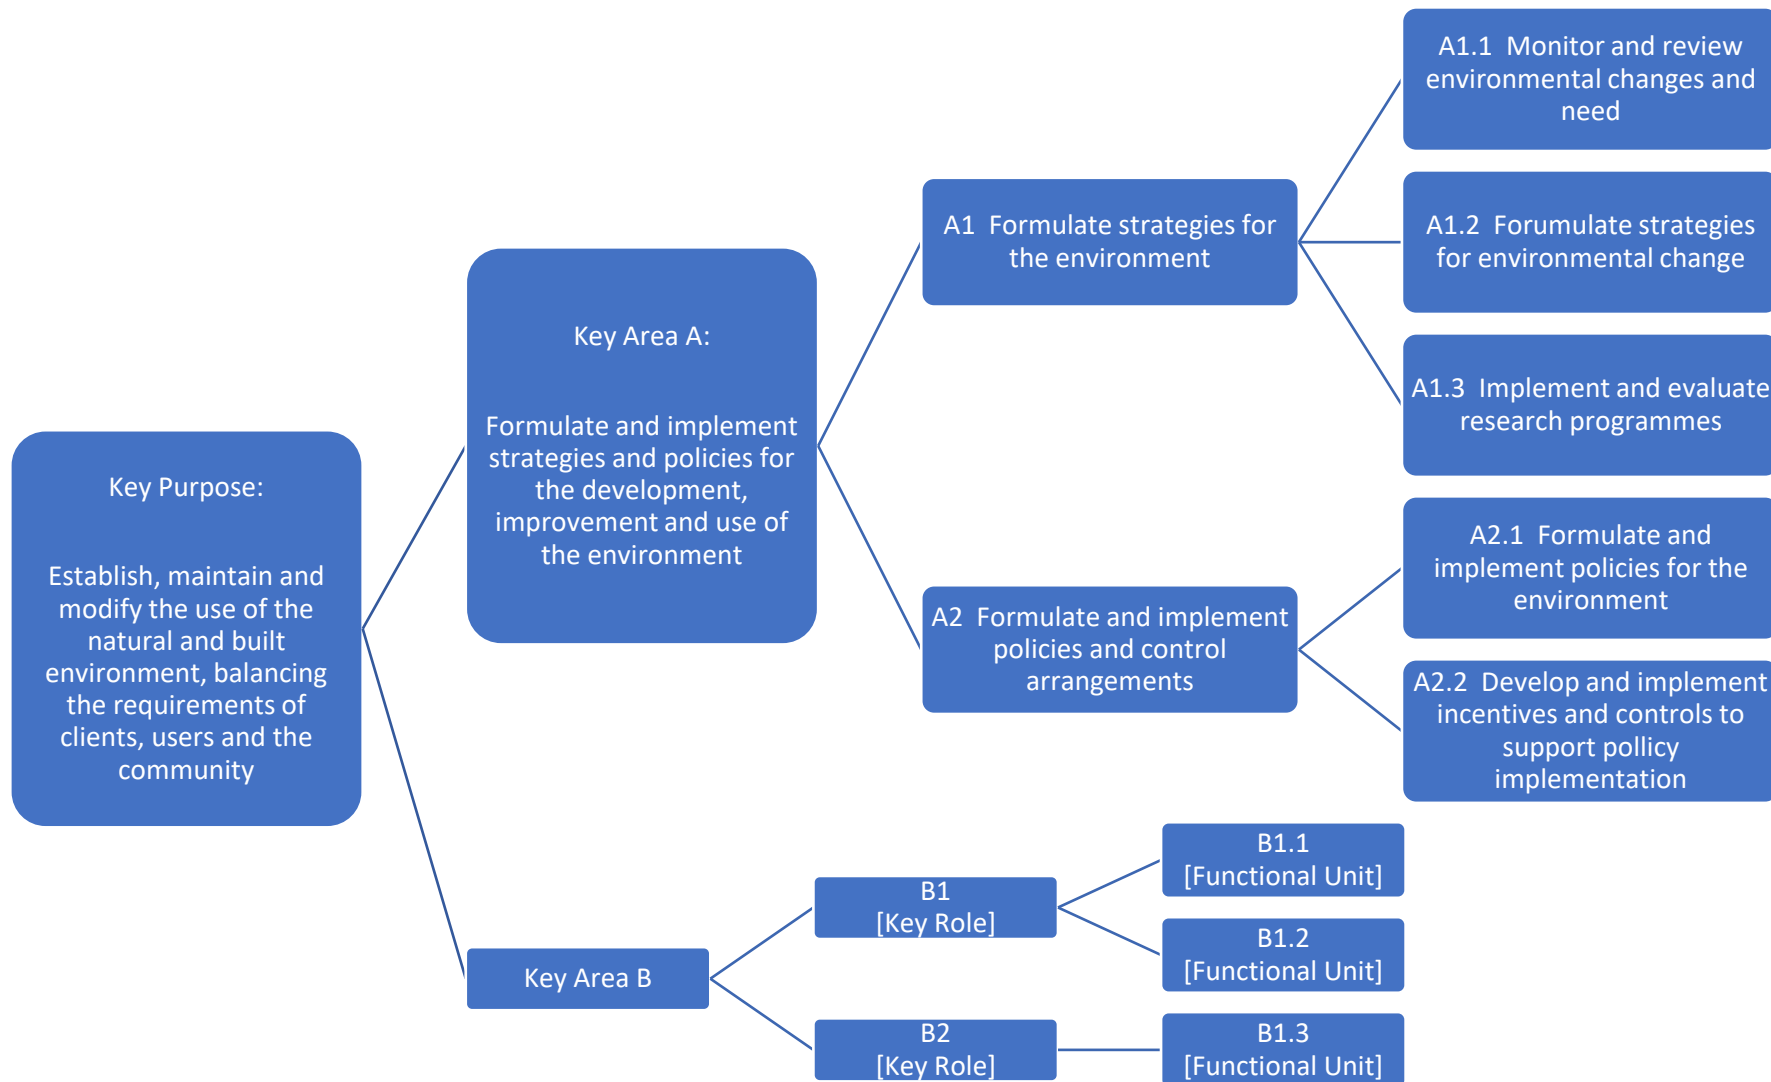 Key Purpose:
Establish, maintain and
modify the use of the
natural and built
environment, balancing
the requirements of
clients, users and the
community
Key Area A:
Formulate and implement
strategies and policies for
the development,
improvement and use of
the environment
A1  Formulate strategies for
the environment
A1.1  Monitor and review
environmental changes and
need
A1.2  Forumulate strategies
for environmental change
A1.3  Implement and evaluate
research programmes
A2  Formulate and implement
policies and control
arrangements
A2.1  Formulate and
implement policies for the
environment
A2.2  Develop and implement
incentives and controls to
support pollicy
implementation
Key Area B
B1
[Key Role]
B1.1
[Functional Unit]
B1.2
[Functional Unit]
B2
[Key Role]
B1.3
[Functional Unit]